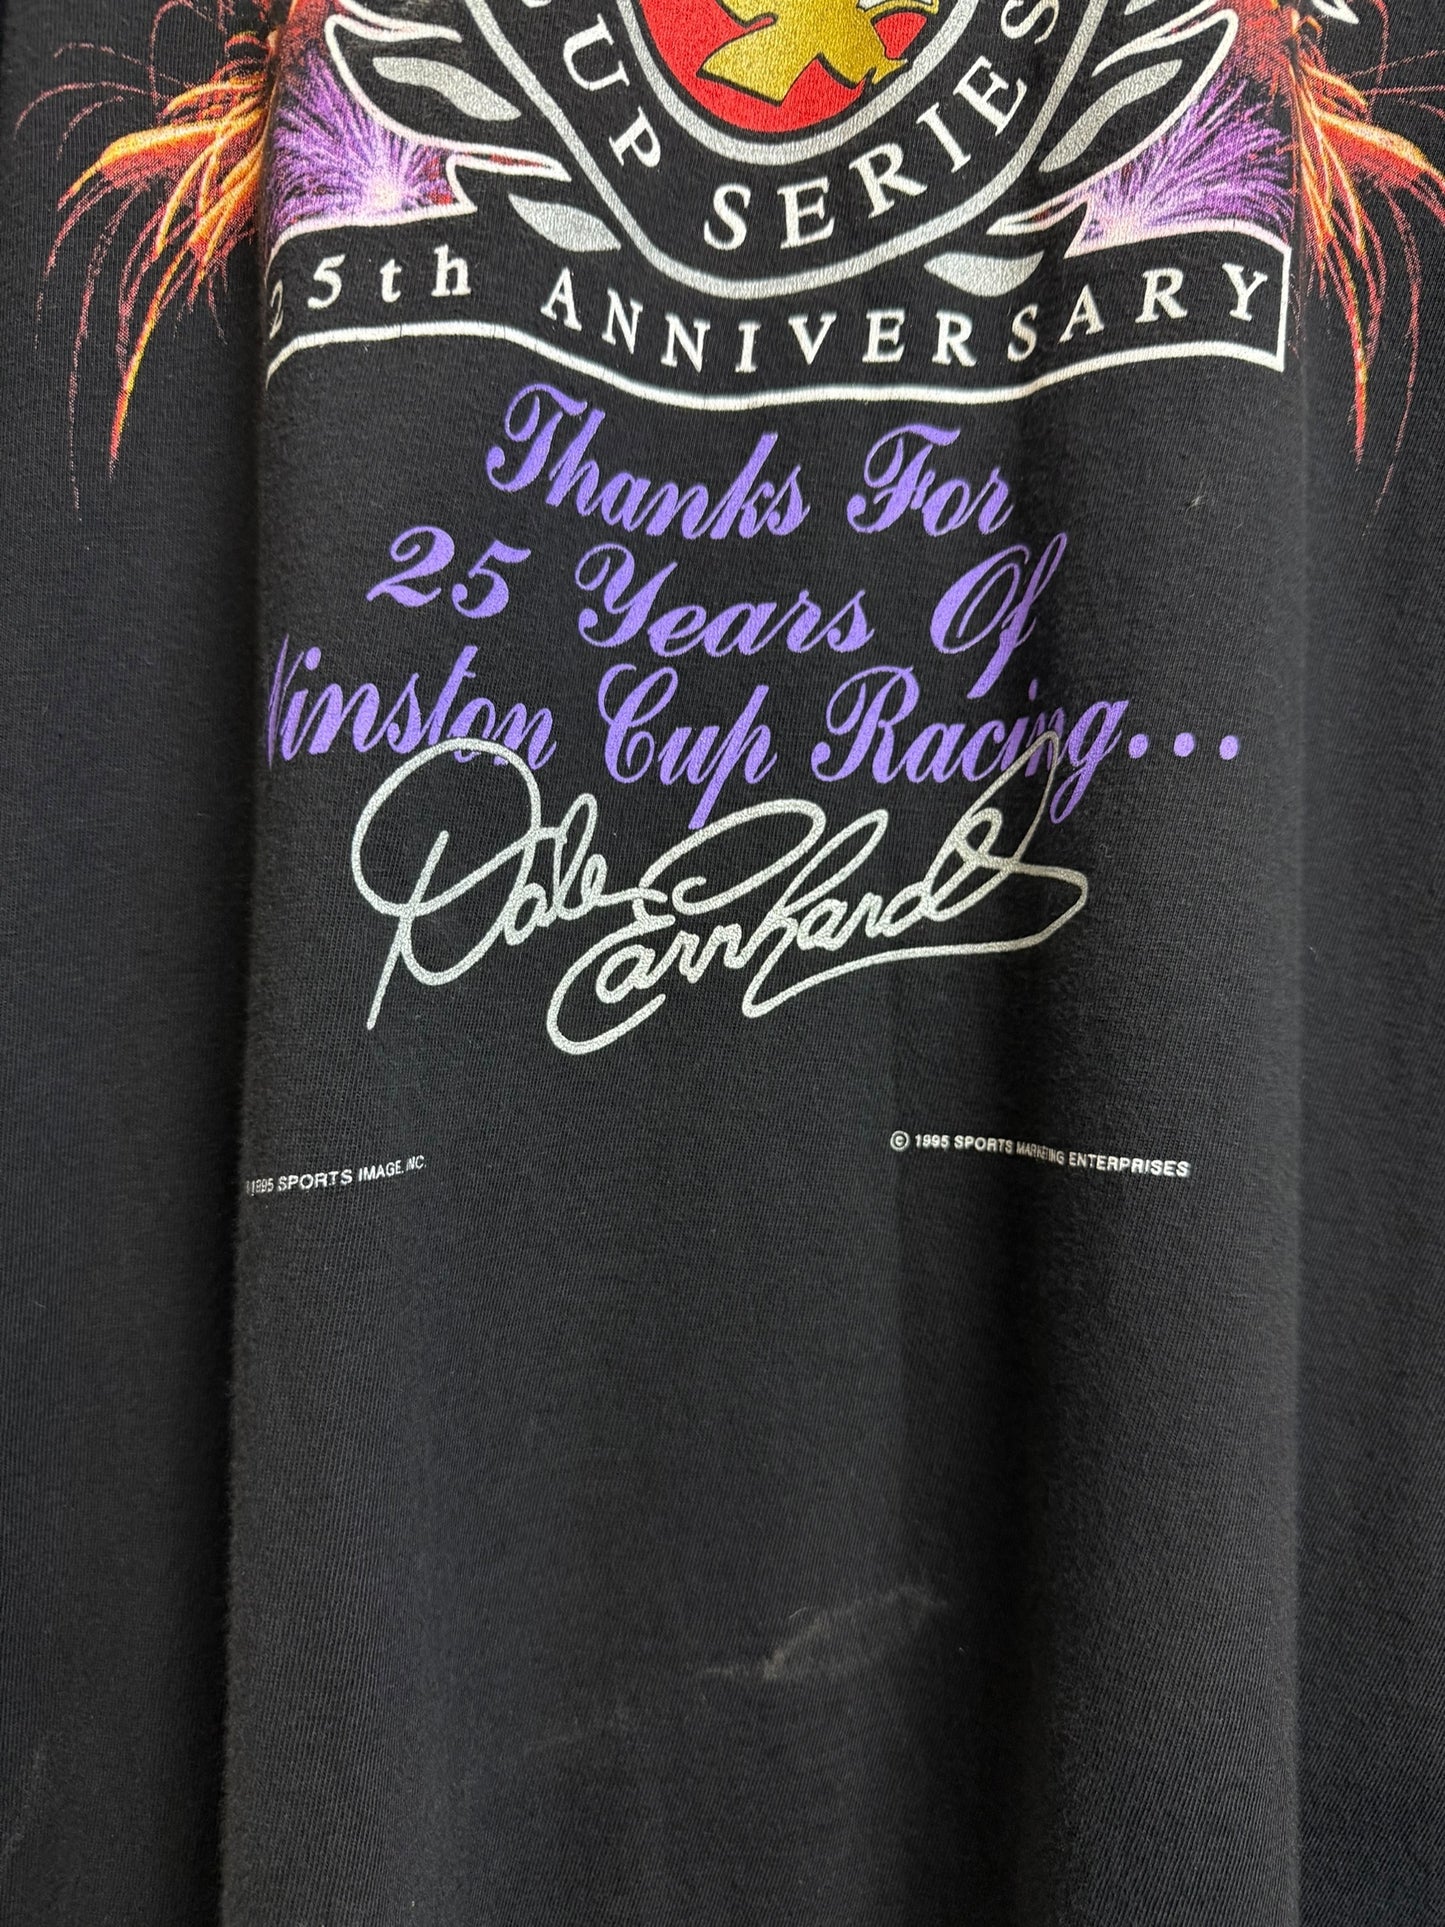 CUP SERIES
25th ANNIVERSARY
Thanks For
25 Years Of
Winston Cup Racing...
Dale Earnhardt
1995 SPORTS IMAGE, INC.
© 1995 SPORTS MARKETING ENTERPRISES